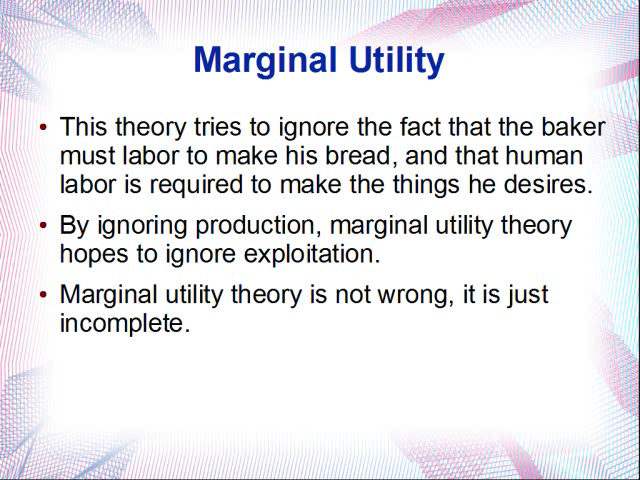 Marginal Utility
• This theory tries to ignore the fact that the baker
must labor to make his bread, and that human
labor is required to make the things he desires.
• By ignoring production, marginal utility theory
hopes to ignore exploitation.
• Marginal utility theory is not wrong, it is just
incomplete.